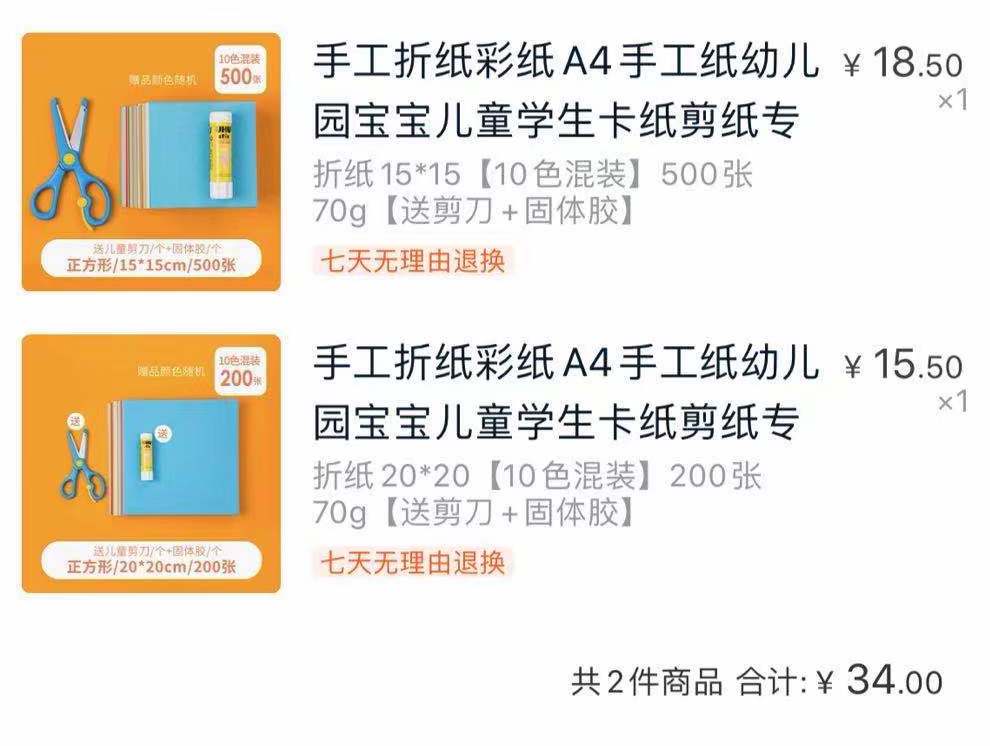 10色混装
500张
赠品颜色随机
UHU
stic
送儿童剪刀/个+固体胶/个
正方形/15*15cm/500张
手工折纸彩纸A4手工纸幼儿
园宝宝儿童学生卡纸剪纸专
折纸15*15【10色混装】500张
70g【送剪刀+固体胶】
七天无理由退换
¥ 18.50
×1
10色混装
200张
赠品颜色随机
送
送
送儿童剪刀/个+固体胶/个
正方形/20*20cm/200张
手工折纸彩纸A4手工纸幼儿
园宝宝儿童学生卡纸剪纸专
折纸20*20【10色混装】200张
70g【送剪刀+固体胶】
七天无理由退换
¥ 15.50
×1
共2件商品 合计: ¥ 34.00